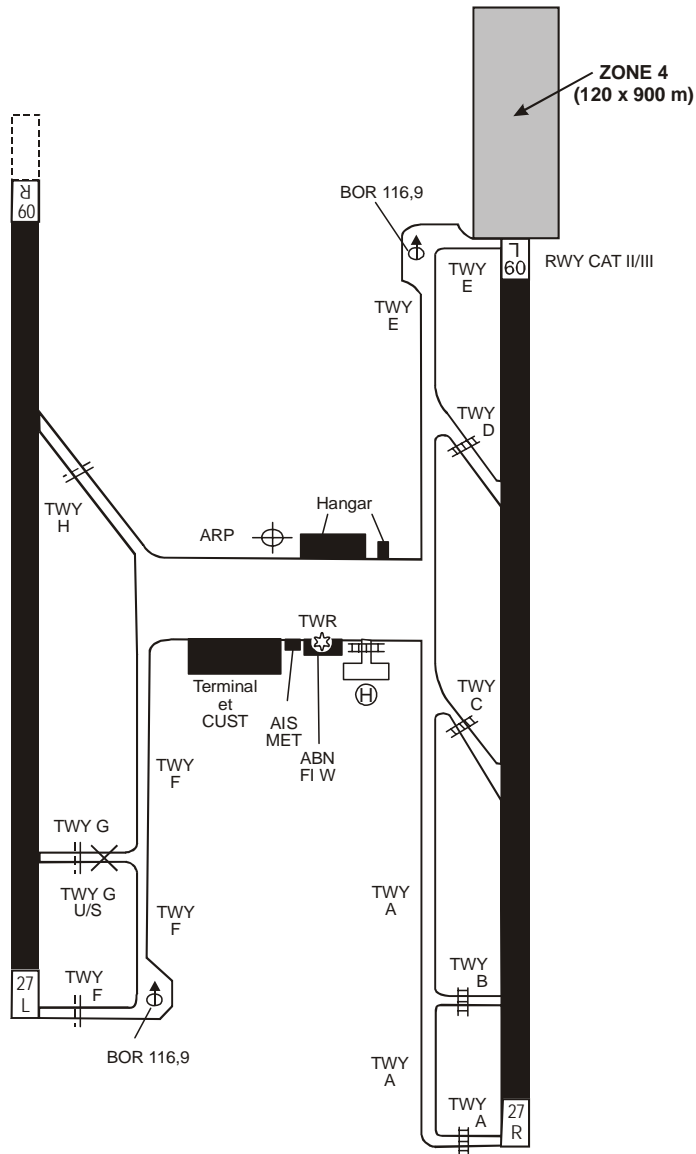 ZONE 4
(120 x 900 m)
BOR 116,9
09
R
09
L
RWY CAT II/III
TWY
E
TWY
E
TWY
D
TWY
H
ARP
Hangar
TWR
Terminal
et
CUST
AIS
MET
ABN
FI W
H
TWY
C
TWY
F
TWY G
TWY G
U/S
TWY
F
TWY
A
TWY
B
27
L
TWY
F
BOR 116,9
TWY
A
TWY
A
27
R